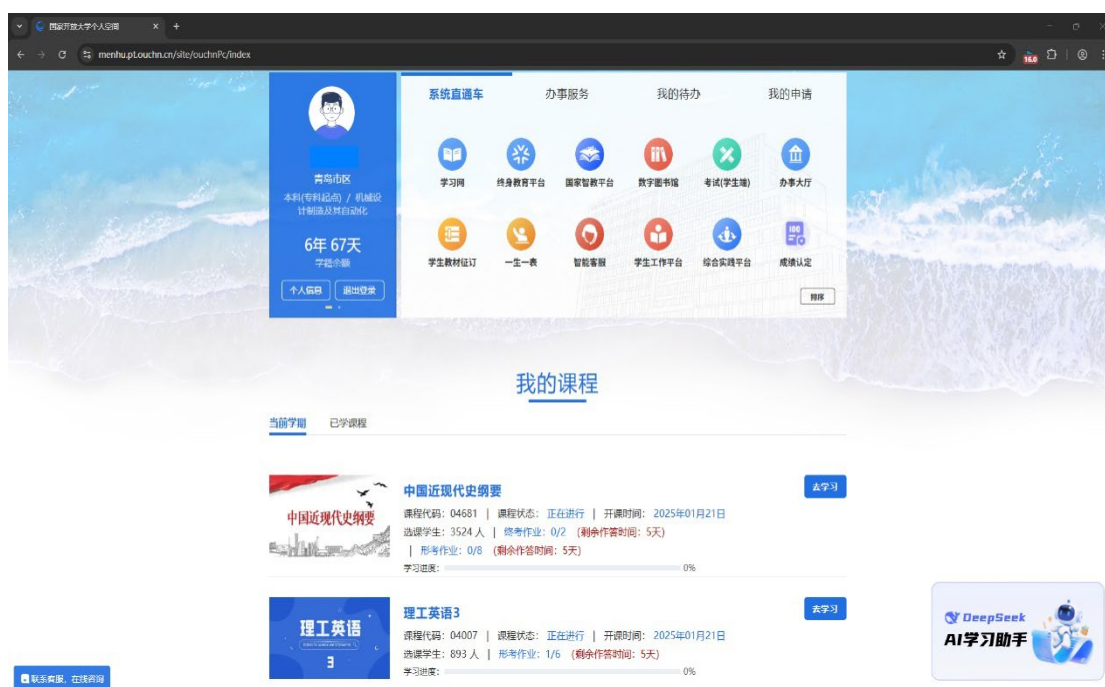 国家开放大学个人空间
menhu.pt.ouchn.cn/site/ouchnPc/index
16.0
系统直通车 办事服务 我的待办 我的申请
青岛市区
本科(专科起点) / 机械设
计制造及其自动化
6年 67天
学籍余额
个人信息 退出登录
学习网 终身教育平台 国家智教平台 数字图书馆 考试(学生端) 办事大厅
100
学生教材征订 一生一表 智能客服 学生工作平台 综合实践平台 成绩认定
排序
我的课程
当前学期 已学课程
中国近现代史纲要
中国近现代史纲要
去学习
课程代码: 04681 | 课程状态: 正在进行 | 开课时间: 2025年01月21日
选课学生: 3524 人 | 终考作业: 0/2 (剩余作答时间: 5天)
| 形考作业: 0/8 (剩余作答时间: 5天)
学习进度: 0%
理工英语
3
理工英语3
去学习
课程代码: 04007 | 课程状态: 正在进行 | 开课时间: 2025年01月21日
选课学生: 893 人 | 形考作业: 1/6 (剩余作答时间: 5天)
学习进度: 0%
DeepSeek
AI学习助手
联系客服, 在线咨询